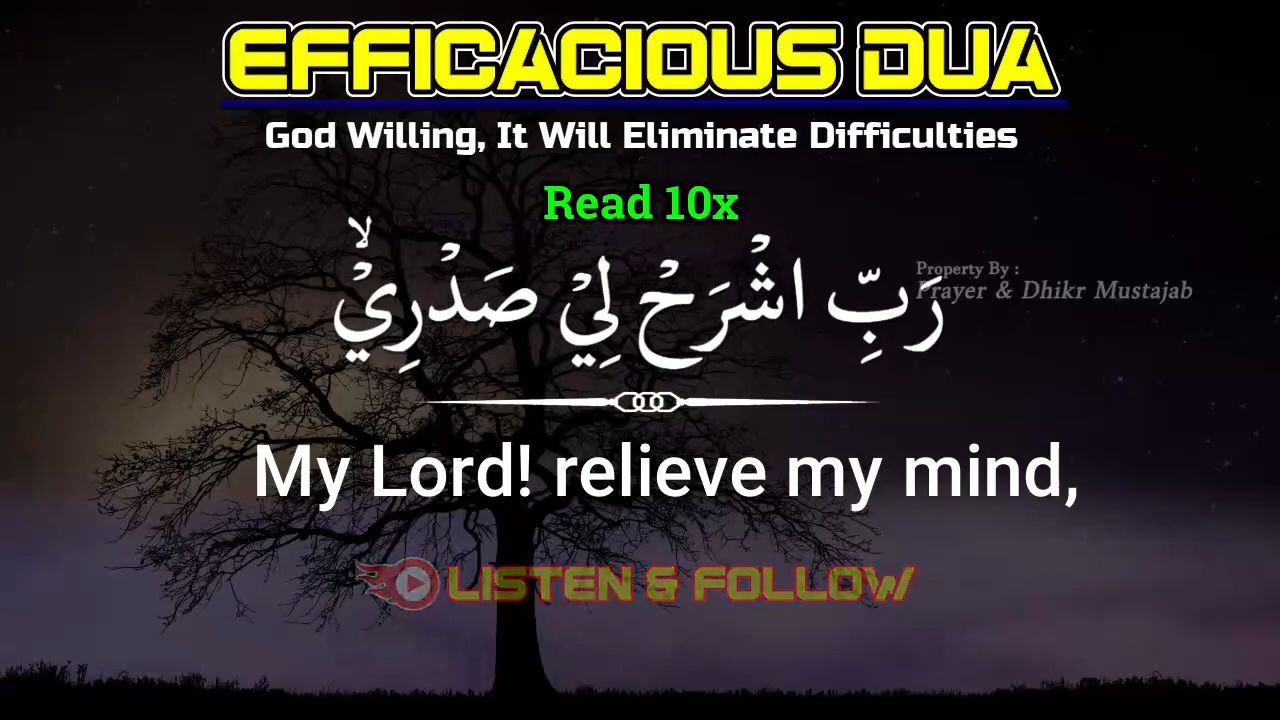 EFFICACIOUS DUA
God Willing, It Will Eliminate Difficulties
Read 10x
Property By :
Prayer & Dhikr Mustajab
رَبِّ اشْرَحْ لِيْ صَدْرِيْۙ
My Lord! relieve my mind,
LISTEN & FOLLOW